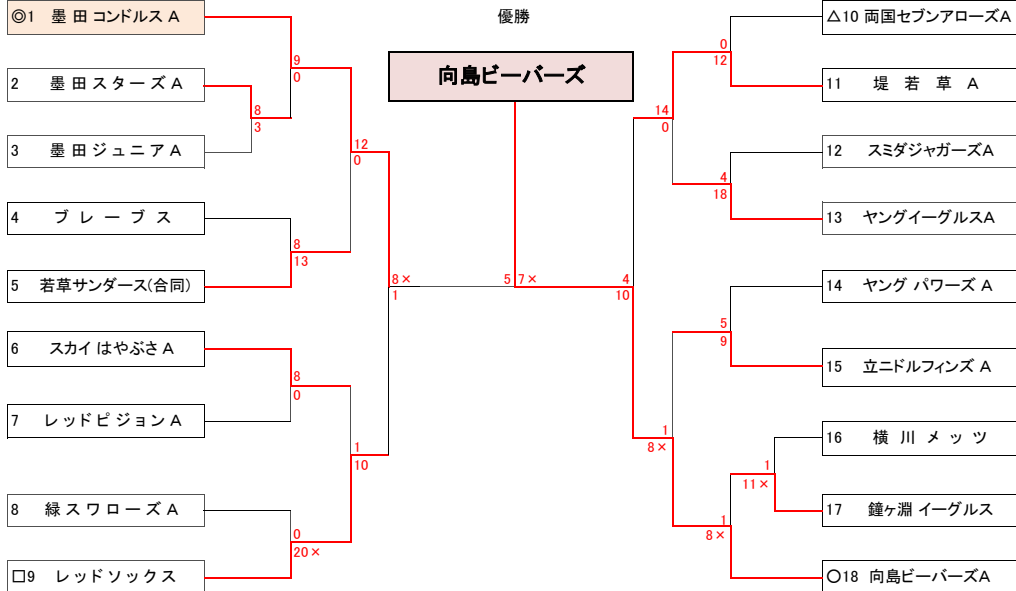 優勝
向島ビーバーズ
◎1 墨田コンドルスA
2 墨田スターズA
3 墨田ジュニアA
4 ブレーブス
5 若草サンダース(合同)
6 スカイはやぶさA
7 レッドピジョンA
8 緑スワローズA
□9 レッドソックス
9
0
8
3
12
0
8
13
8×
1
8
0
1
10
0
20×
5 7×
4
10
14
0
0
12
4
18
5
9
1
8×
1
11×
1
8×
△10 両国セブンアローズA
11 堤若草A
12 スミダジャガーズA
13 ヤングイーグルスA
14 ヤングパワーズA
15 立ニドルフィンズA
16 横川メッツ
17 鐘ヶ淵イーグルス
○18 向島ビーバーズA